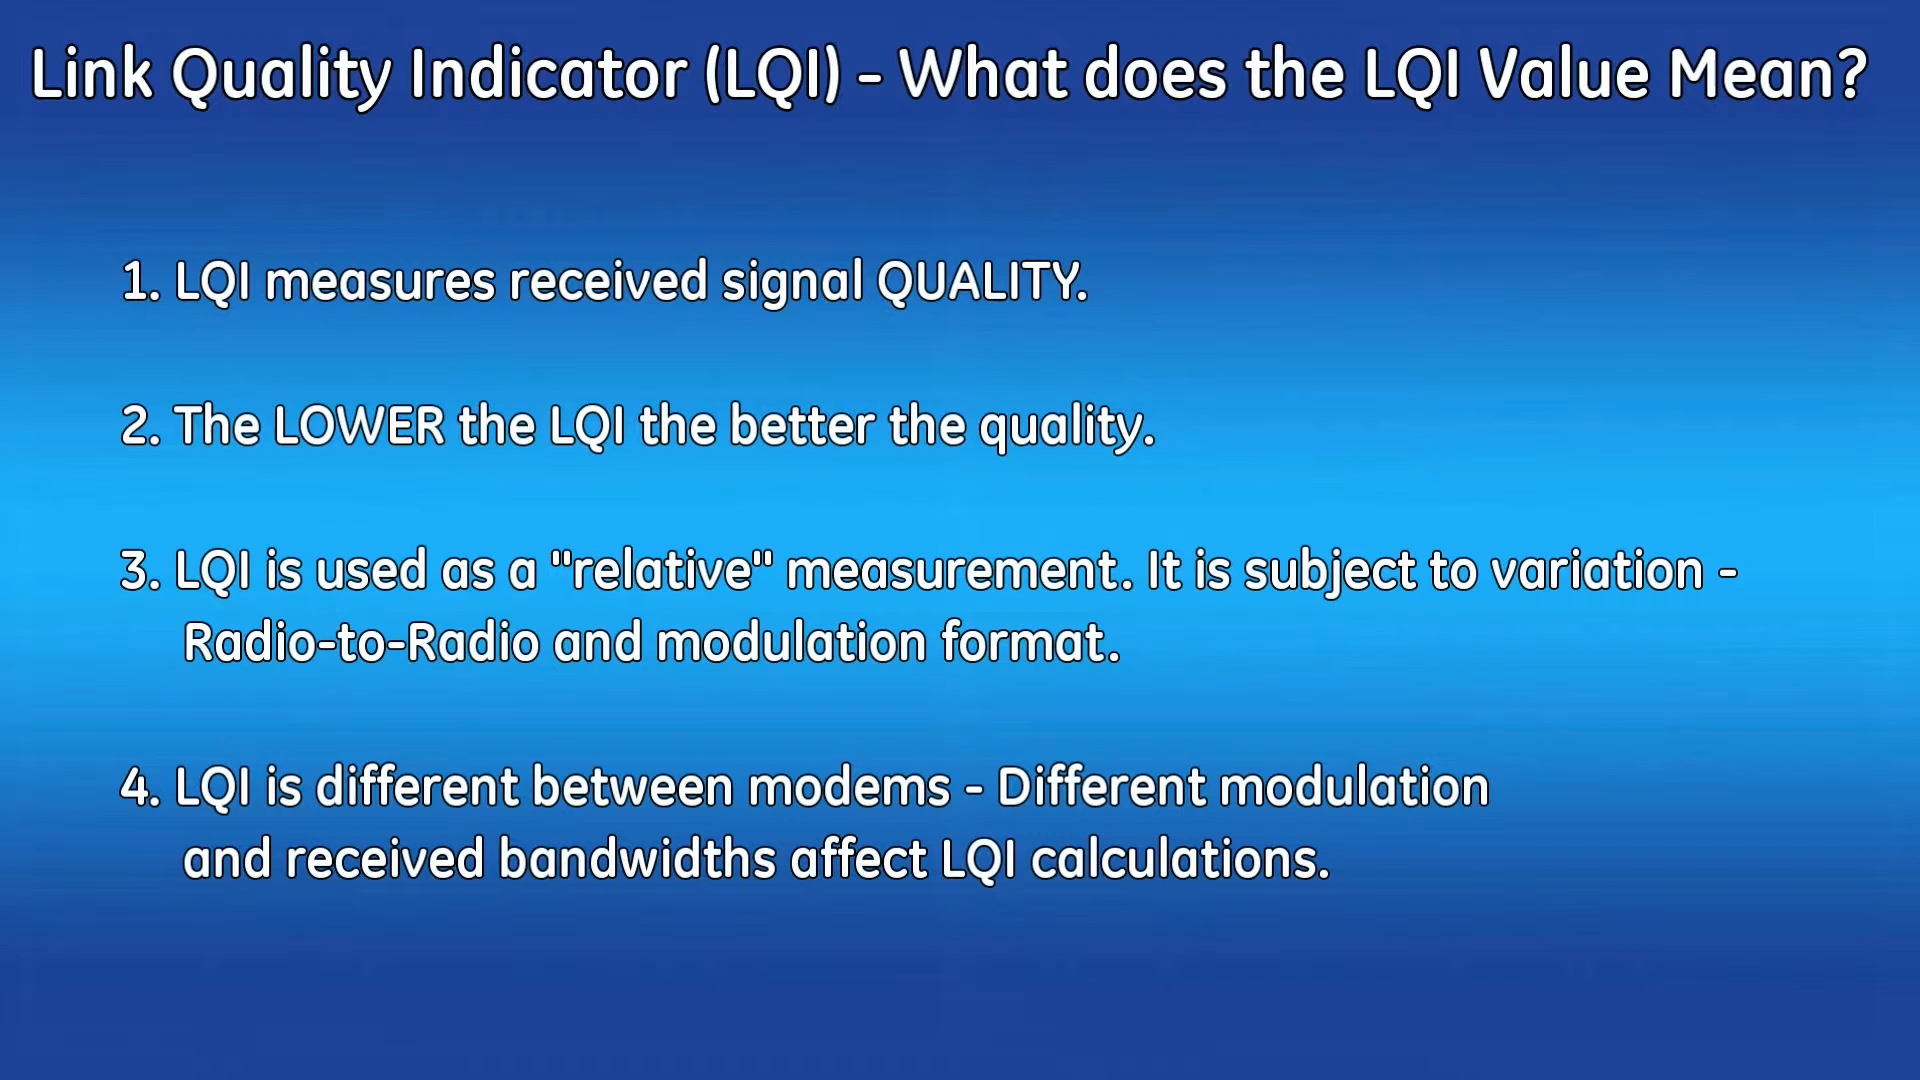 Link Quality Indicator (LQI) - What does the LQI Value Mean?
1. LQI measures received signal QUALITY.
2. The LOWER the LQI the better the quality.
3. LQI is used as a "relative" measurement. It is subject to variation -
Radio-to-Radio and modulation format.
4. LQI is different between modems - Different modulation
and received bandwidths affect LQI calculations.